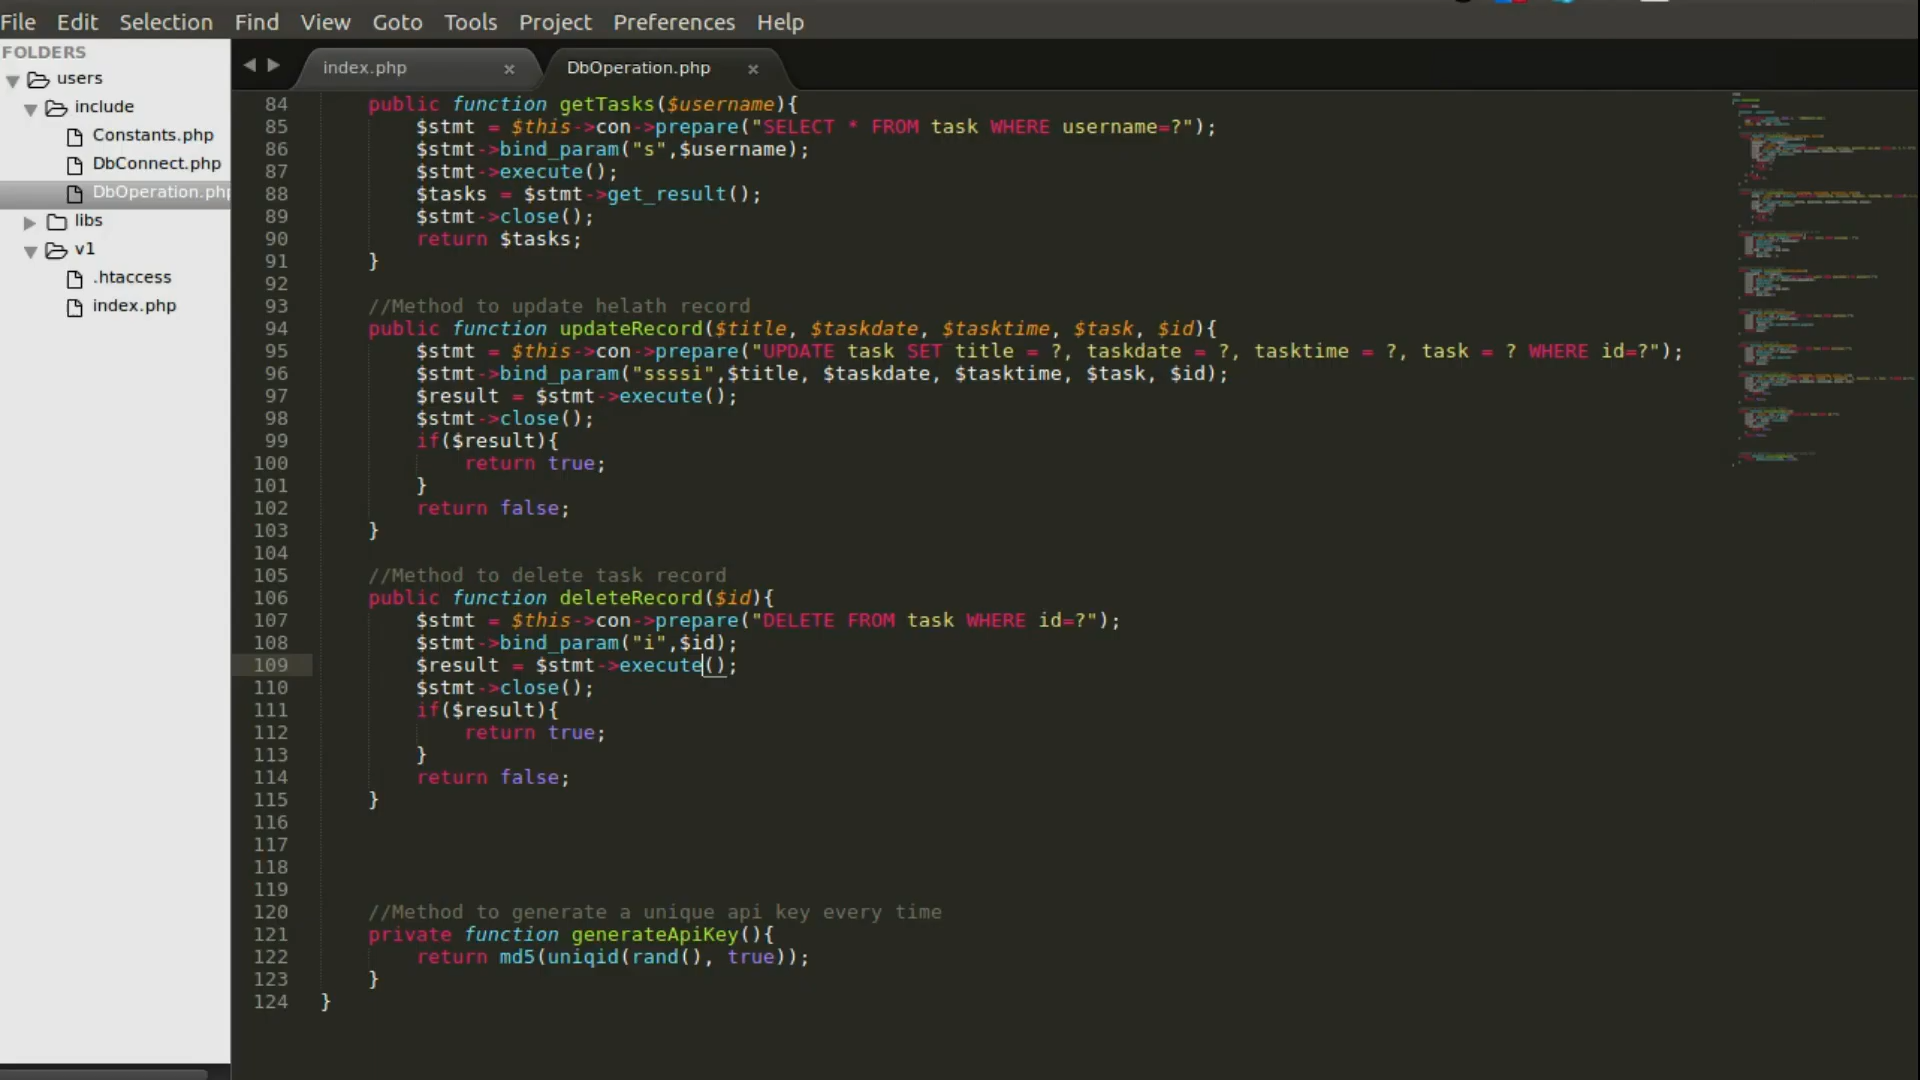 File Edit Selection Find View Goto Tools Project Preferences Help
FOLDERS
users
include
Constants.php
DbConnect.php
DbOperation.php
libs
v1
.htaccess
index.php
index.php × DbOperation.php ×
84 public function getTasks($username){
85 $stmt = $this->con->prepare("SELECT * FROM task WHERE username=?");
86 $stmt->bind_param("s",$username);
87 $stmt->execute();
88 $tasks = $stmt->get_result();
89 $stmt->close();
90 return $tasks;
91 }
92
93 //Method to update helath record
94 public function updateRecord($title, $taskdate, $tasktime, $task, $id){
95 $stmt = $this->con->prepare("UPDATE task SET title = ?, taskdate = ?, tasktime = ?, task = ? WHERE id=?");
96 $stmt->bind_param("ssssi",$title, $taskdate, $tasktime, $task, $id);
97 $result = $stmt->execute();
98 $stmt->close();
99 if($result){
100 return true;
101 }
102 return false;
103 }
104
105 //Method to delete task record
106 public function deleteRecord($id){
107 $stmt = $this->con->prepare("DELETE FROM task WHERE id=?");
108 $stmt->bind_param("i",$id);
109 $result = $stmt->execute();
110 $stmt->close();
111 if($result){
112 return true;
113 }
114 return false;
115 }
116
117
118
119
120 //Method to generate a unique api key every time
121 private function generateApiKey(){
122 return md5(uniqid(rand(), true));
123 }
124 }